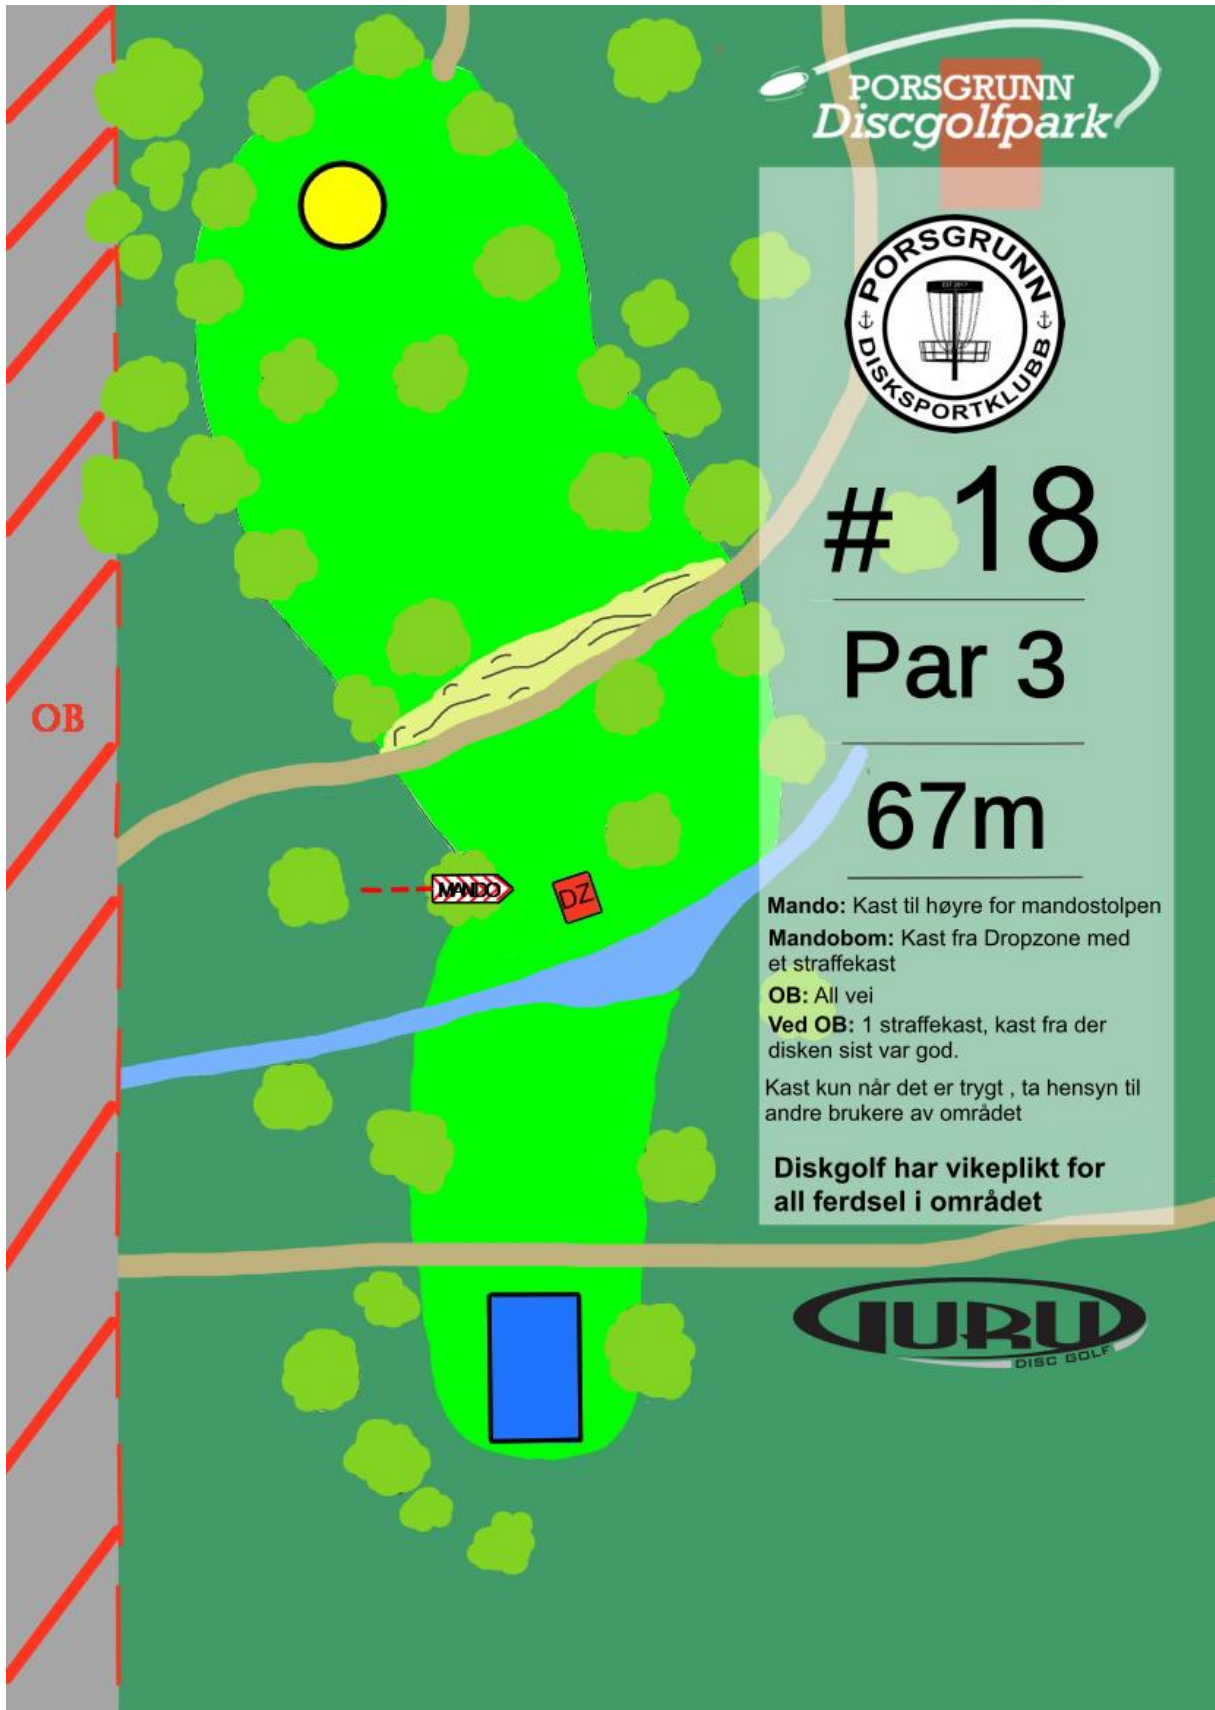 PORSGRUNN
Discgolfpark
PORSGRUNN
EST 2017
DISKSPORTKLUBB
# 18
Par 3
67m
OB
MANDO
DZ
Mando: Kast til høyre for mandostolpen
Mandobom: Kast fra Dropzone med
et straffekast
OB: All vei
Ved OB: 1 straffekast, kast fra der
disken sist var god.
Kast kun når det er trygt , ta hensyn til
andre brukere av området
Diskgolf har vikeplikt for
all ferdsel i området
GURU
DISC GOLF